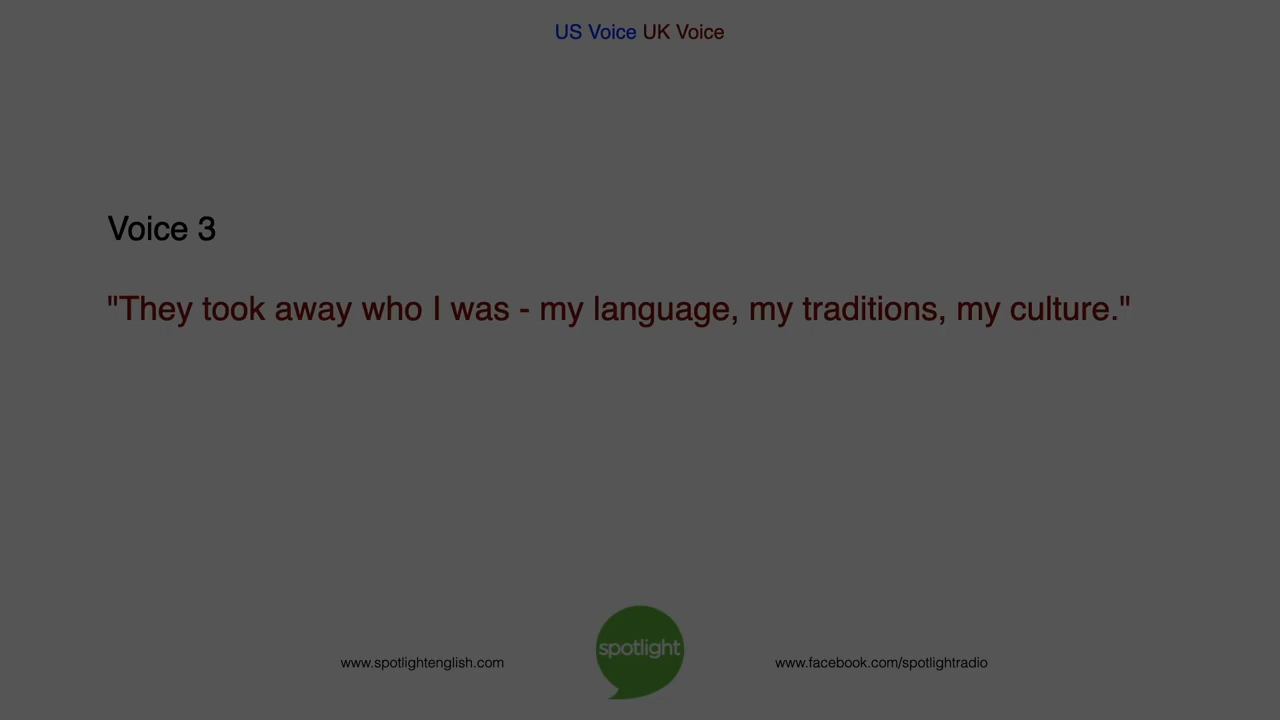 US Voice UK Voice
Voice 3
"They took away who I was - my language, my traditions, my culture."
spotlight
www.spotlightenglish.com
www.facebook.com/spotlightradio